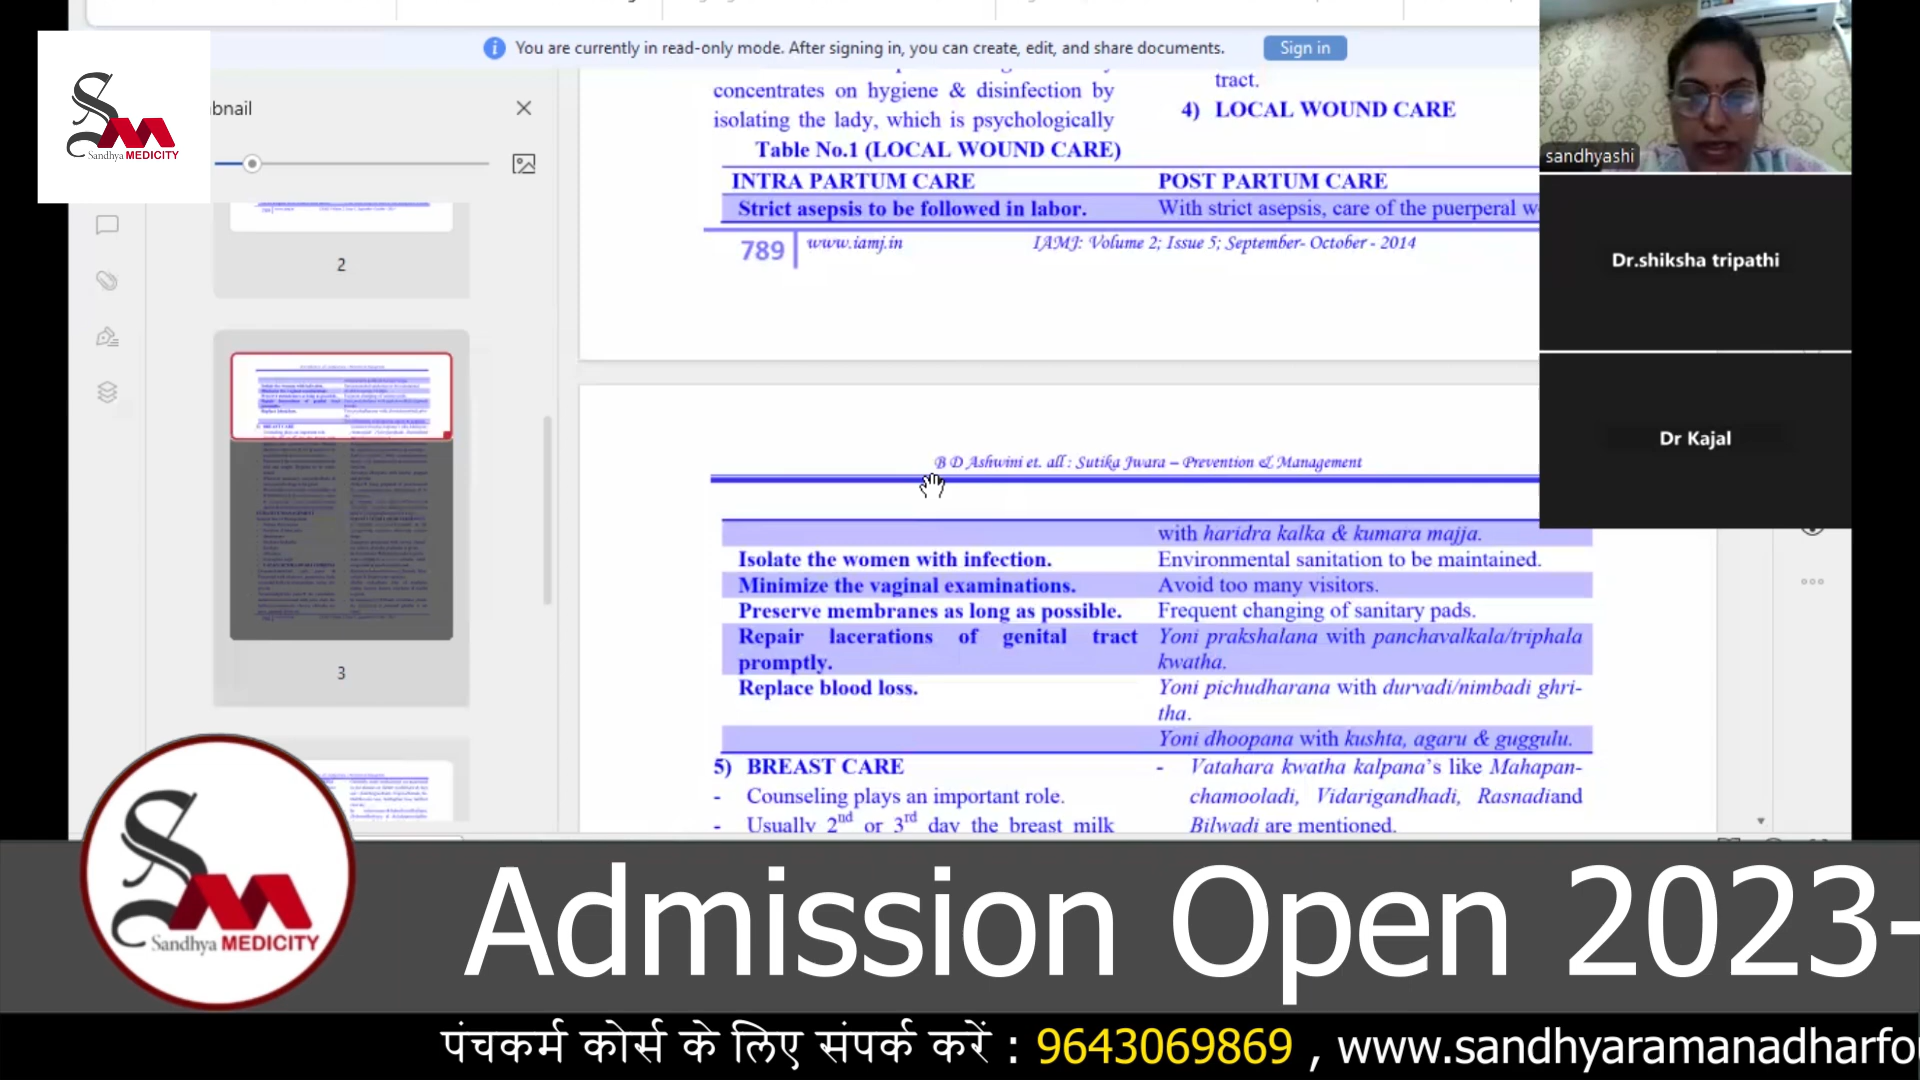 You are currently in read-only mode. After signing in, you can create, edit, and share documents.
Sign in
SM
Sandhya MEDICITY
bnail
2
3
concentrates on hygiene & disinfection by
isolating the lady, which is psychologically
Table No.1 (LOCAL WOUND CARE)
tract.
4) LOCAL WOUND CARE
INTRA PARTUM CARE
POST PARTUM CARE
Strict asepsis to be followed in labor.
With strict asepsis, care of the puerperal
789 www.iamj.in
IAMJ: Volume 2; Issue 5; September- October - 2014
B D Ashwini et. all : Sutika Jwara – Prevention & Management
with haridra kalka & kumara majja.
Isolate the women with infection.
Environmental sanitation to be maintained.
Minimize the vaginal examinations.
Avoid too many visitors.
Preserve membranes as long as possible.
Frequent changing of sanitary pads.
Repair lacerations of genital tract
promptly.
Yoni prakshalana with panchavalkala/triphala
kwatha.
Replace blood loss.
Yoni pichudharana with durvadi/nimbadi ghri-
tha.
Yoni dhoopana with kushta, agaru & guggulu.
5) BREAST CARE
- Counseling plays an important role.
- Usually 2nd or 3rd day the breast milk
- Vatahara kwatha kalpana's like Mahapan-
chamooladi, Vidarigandhadi, Rasnadiand
Bilwadi are mentioned.
sandhyashi
Dr.shiksha tripathi
Dr Kajal
SM
Sandhya MEDICITY
Admission Open 2023-
पंचकर्म कोर्स के लिए संपर्क करें : 9643069869 , www.sandhyaramanadharfo